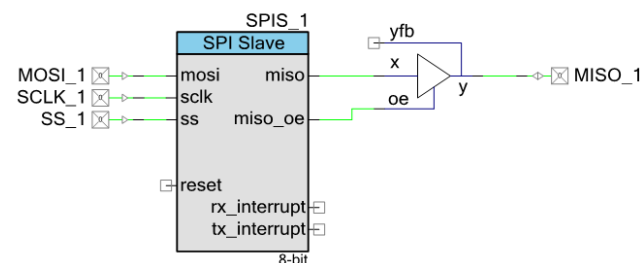 SPIS_1
SPI Slave
yfb
MOSI_1 mosi miso x MISO_1
SCLK_1 sclk y
oe
SS_1 ss miso_oe
reset
rx_interrupt
tx_interrupt
8-bit